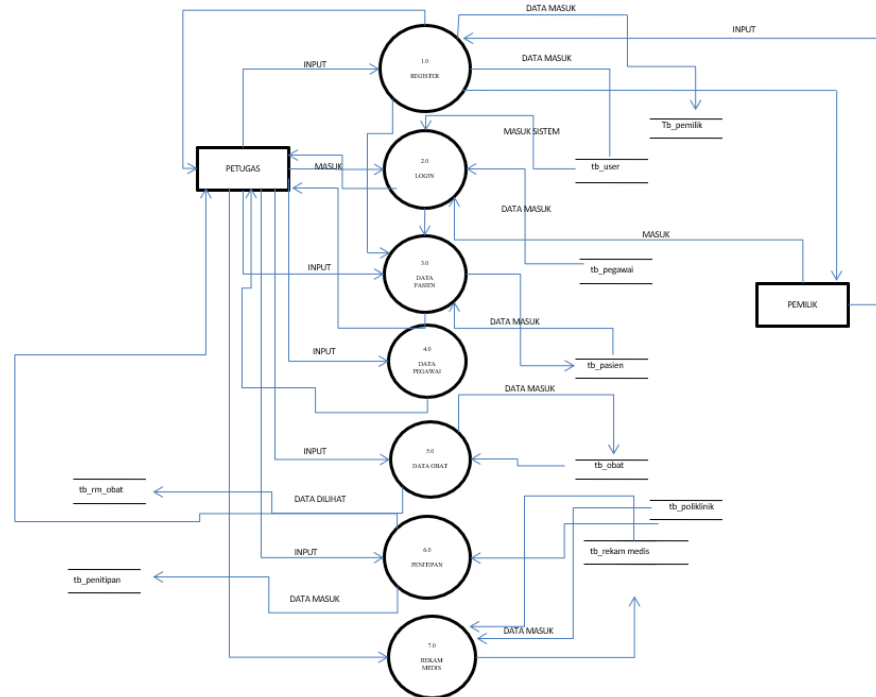 DATA MASUK
INPUT
1.0
REGISTER
DATA MASUK
INPUT
Tb_pemilik
MASUK SISTEM
2.0
LOGIN
PETUGAS
MASUK
tb_user
DATA MASUK
MASUK
3.0
DATA
PASIEN
INPUT
tb_pegawai
PEMILIK
DATA MASUK
4.0
DATA
PEGAWAI
INPUT
tb_pasien
DATA MASUK
5.0
DATA OBAT
INPUT
tb_obat
tb_rm_obat
DATA DILIHAT
tb_poliklinik
6.0
PENITIPAN
INPUT
tb_rekam medis
tb_penitipan
DATA MASUK
DATA MASUK
7.0
REKAM
MEDIS